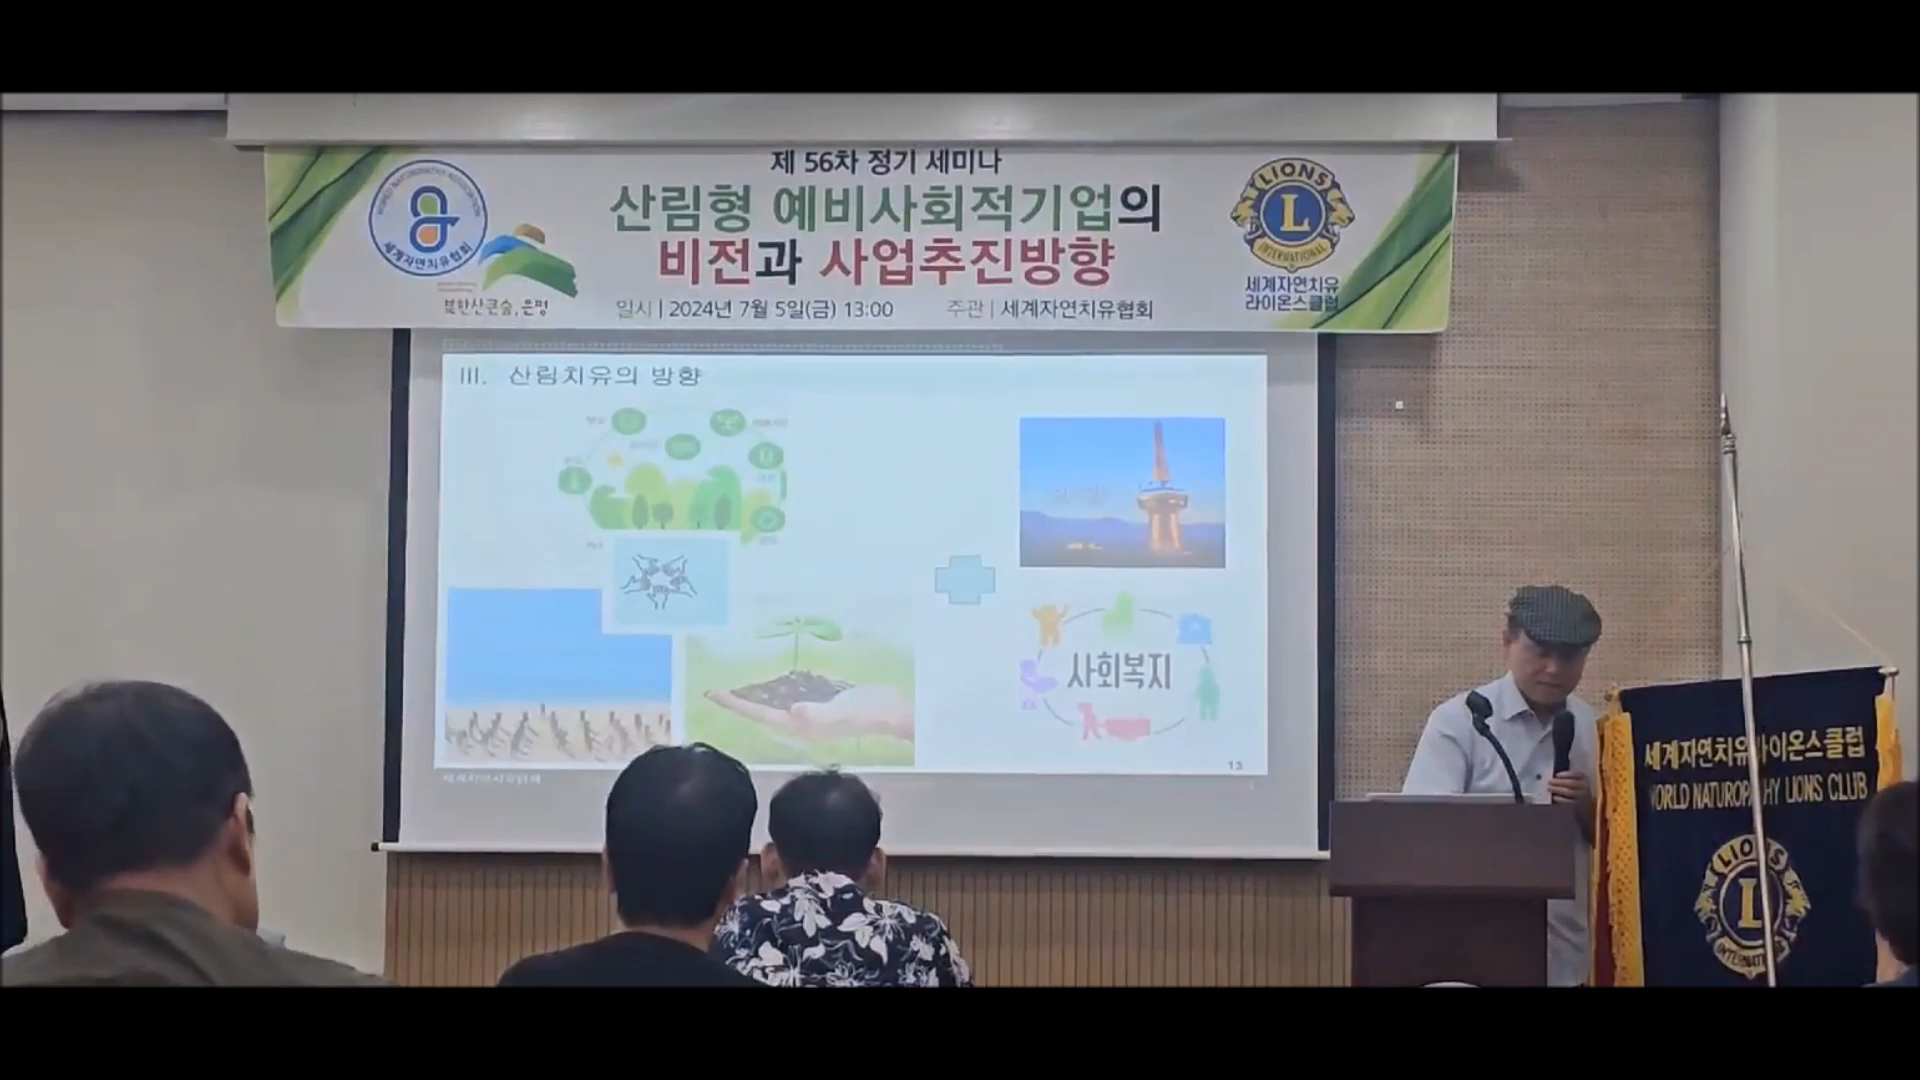 제 56차 정기 세미나
산림형 예비사회적기업의
비전과 사업추진방향
일시 | 2024년 7월 5일(금) 13:00 주관 | 세계자연치유협회
세계자연치유협회
북한산큰숲, 은평
LIONS
L
INTERNATIONAL
세계자연치유
라이온스클럽
III. 산림치유의 방향
사회복지
13
세계자연치유라이온스클럽
WORLD NATUROPATHY LIONS CLUB
LIONS
L
INTERNATIONAL